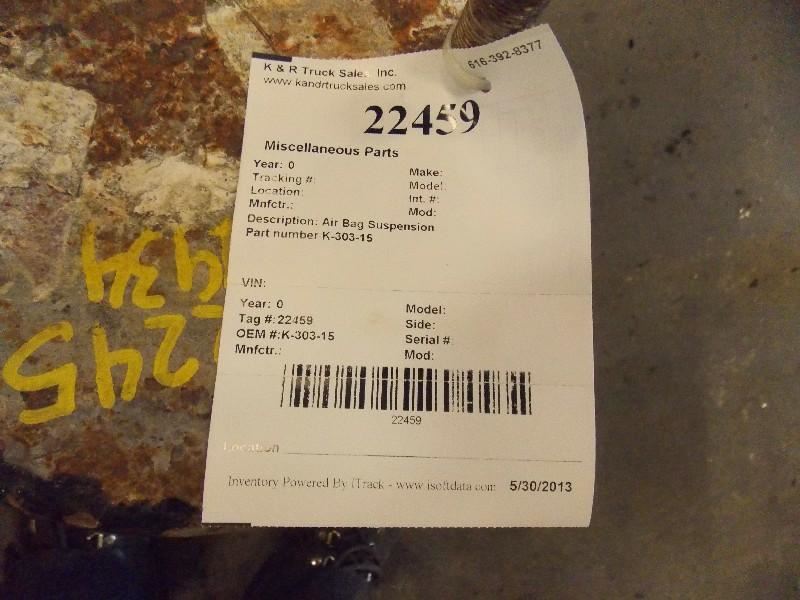 K & R Truck Sales Inc.
616-392-8377
www.kandrtrucksales.com
22459
Miscellaneous Parts
Year: 0 Make:
Tracking #: Model:
Location: Int. #:
Mnfctr.: Mod:
Description: Air Bag Suspension
Part number K-303-15
VIN:
Year: 0 Model:
Tag #: 22459 Side:
OEM #: K-303-15 Serial #:
Mnfctr.: Mod:
22459
Location
Inventory Powered By iTrack - www.isoftdata.com 5/30/2013